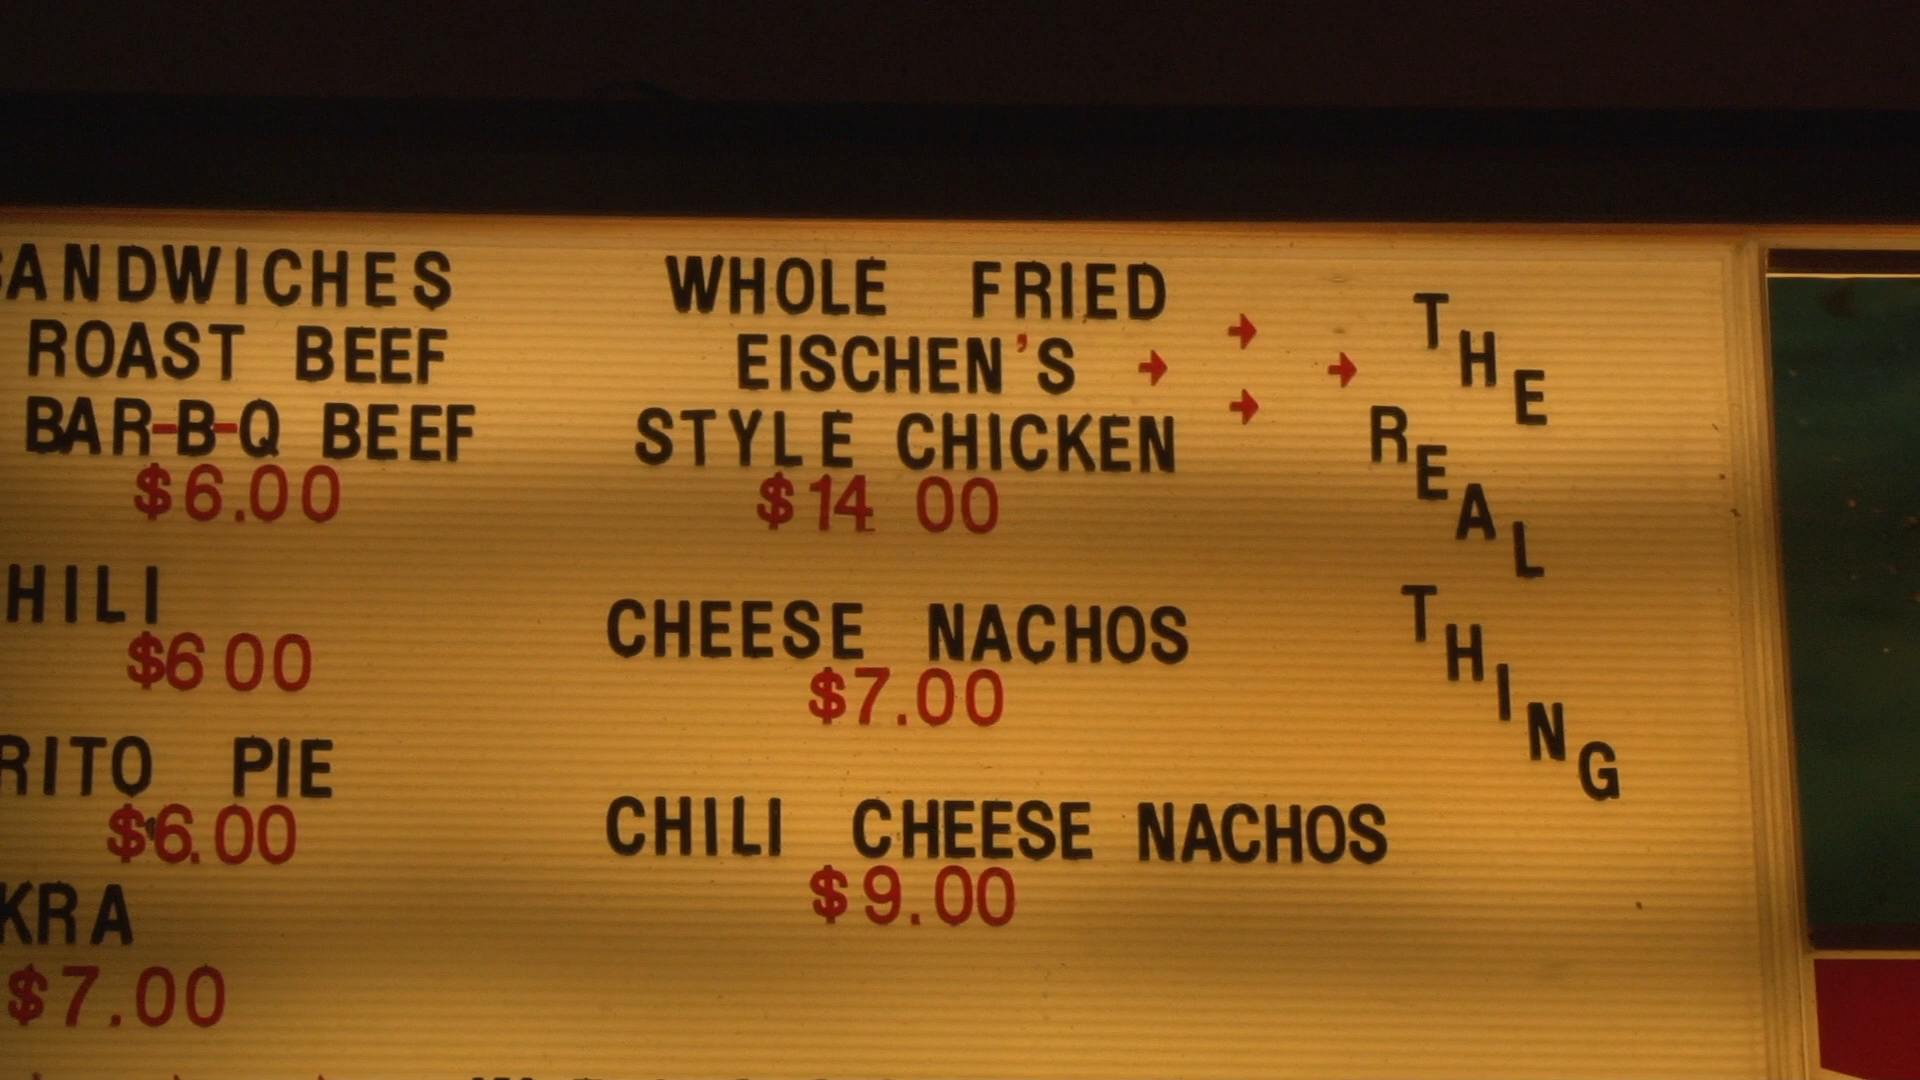 SANDWICHES
ROAST BEEF
BAR-B-Q BEEF
$6.00
HILI
$6 00
RITO PIE
$6.00
KRA
$7.00
WHOLE FRIED
EISCHEN'S
STYLE CHICKEN
$14 00
CHEESE NACHOS
$7.00
CHILI CHEESE NACHOS
$9.00
THE
REAL
THING